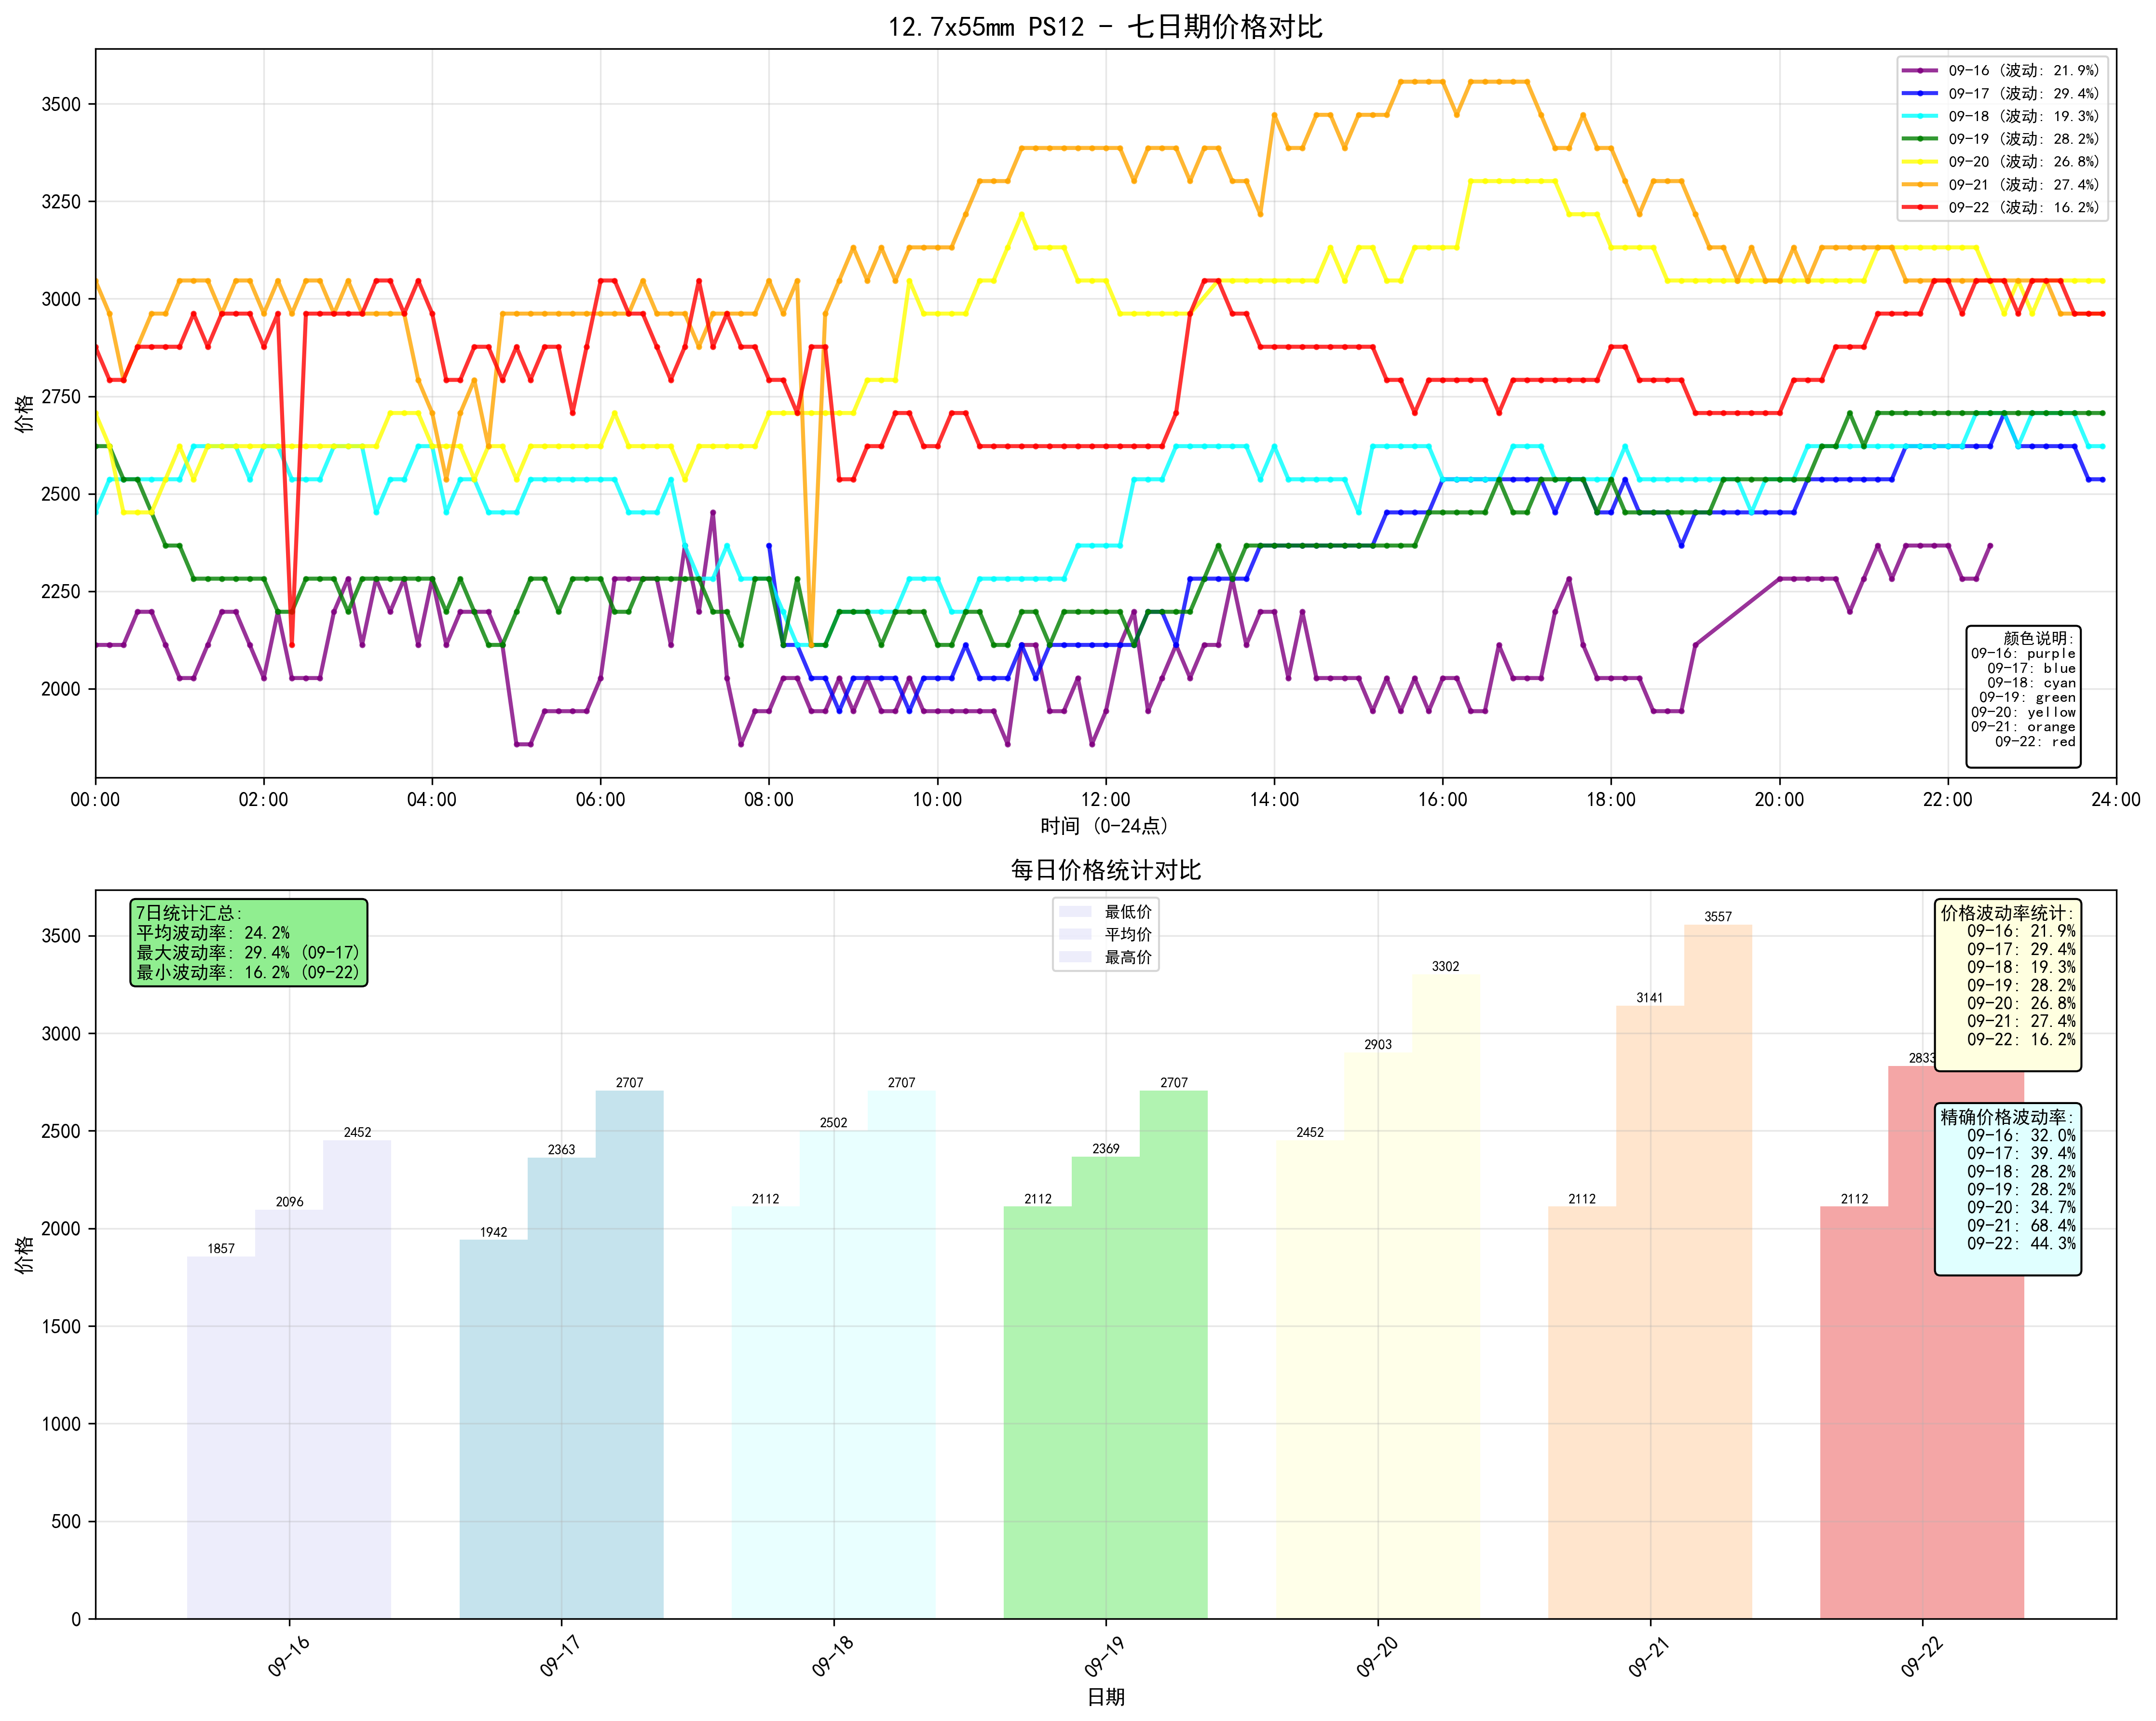 12.7x55mm PS12 - 七日期价格对比
09-16 (波动: 21.9%)
09-17 (波动: 29.4%)
09-18 (波动: 19.3%)
09-19 (波动: 28.2%)
09-20 (波动: 26.8%)
09-21 (波动: 27.4%)
09-22 (波动: 16.2%)
价格
3500
3250
3000
2750
2500
2250
2000
颜色说明:
09-16: purple
09-17: blue
09-18: cyan
09-19: green
09-20: yellow
09-21: orange
09-22: red
00:00 02:00 04:00 06:00 08:00 10:00 12:00 14:00 16:00 18:00 20:00 22:00 24:00
时间 (0-24点)
每日价格统计对比
7日统计汇总:
平均波动率: 24.2%
最大波动率: 29.4% (09-17)
最小波动率: 16.2% (09-22)
最低价
平均价
最高价
价格波动率统计:
09-16: 21.9%
09-17: 29.4%
09-18: 19.3%
09-19: 28.2%
09-20: 26.8%
09-21: 27.4%
09-22: 16.2%
精确价格波动率:
09-16: 32.0%
09-17: 39.4%
09-18: 28.2%
09-19: 28.2%
09-20: 34.7%
09-21: 68.4%
09-22: 44.3%
价格
3500
3000
2500
2000
1500
1000
500
0
1857 2096 2452
1942 2363 2707
2112 2502 2707
2112 2369 2707
2452 2903 3302
2112 3141 3557
2112 2833
09-16 09-17 09-18 09-19 09-20 09-21 09-22
日期